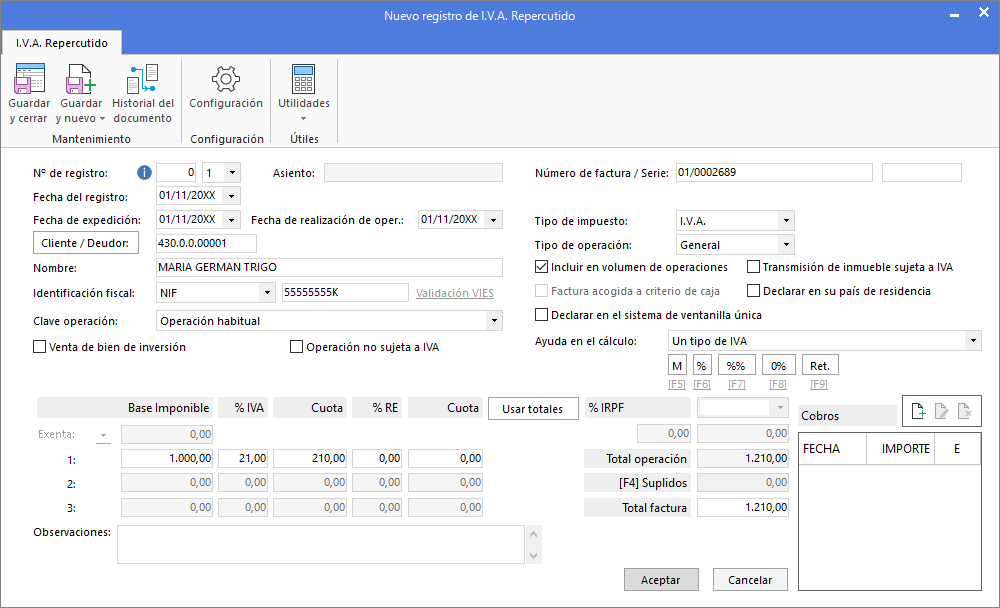 Nuevo registro de I.V.A. Repercutido
I.V.A. Repercutido
Guardar y cerrar
Guardar y nuevo
Historial del documento
Configuración
Utilidades
Mantenimiento
Configuración
Útiles
Nº de registro: 0 1 Asiento:
Número de factura / Serie: 01/0002689
Fecha del registro: 01/11/20XX
Fecha de expedición: 01/11/20XX Fecha de realización de oper.: 01/11/20XX
Tipo de impuesto: I.V.A.
Cliente / Deudor: 430.0.0.00001
Tipo de operación: General
Nombre: MARIA GERMAN TRIGO
Incluir en volumen de operaciones Transmisión de inmueble sujeta a IVA
Identificación fiscal: NIF 55555555K Validación VIES
Factura acogida a criterio de caja Declarar en su país de residencia
Clave operación: Operación habitual
Declarar en el sistema de ventanilla única
Venta de bien de inversión Operación no sujeta a IVA
Ayuda en el cálculo: Un tipo de IVA
M % %% 0% Ret.
[F5] [F6] [F7] [F8] [F9]
Base Imponible % IVA Cuota % RE Cuota Usar totales % IRPF
Cobros
Exenta: 0,00 0,00 0,00
1: 1.000,00 21,00 210,00 0,00 0,00 Total operación 1.210,00
2: 0,00 0,00 0,00 0,00 0,00 [F4] Suplidos 0,00
3: 0,00 0,00 0,00 0,00 0,00 Total factura 1.210,00
FECHA IMPORTE E
Observaciones:
Aceptar Cancelar